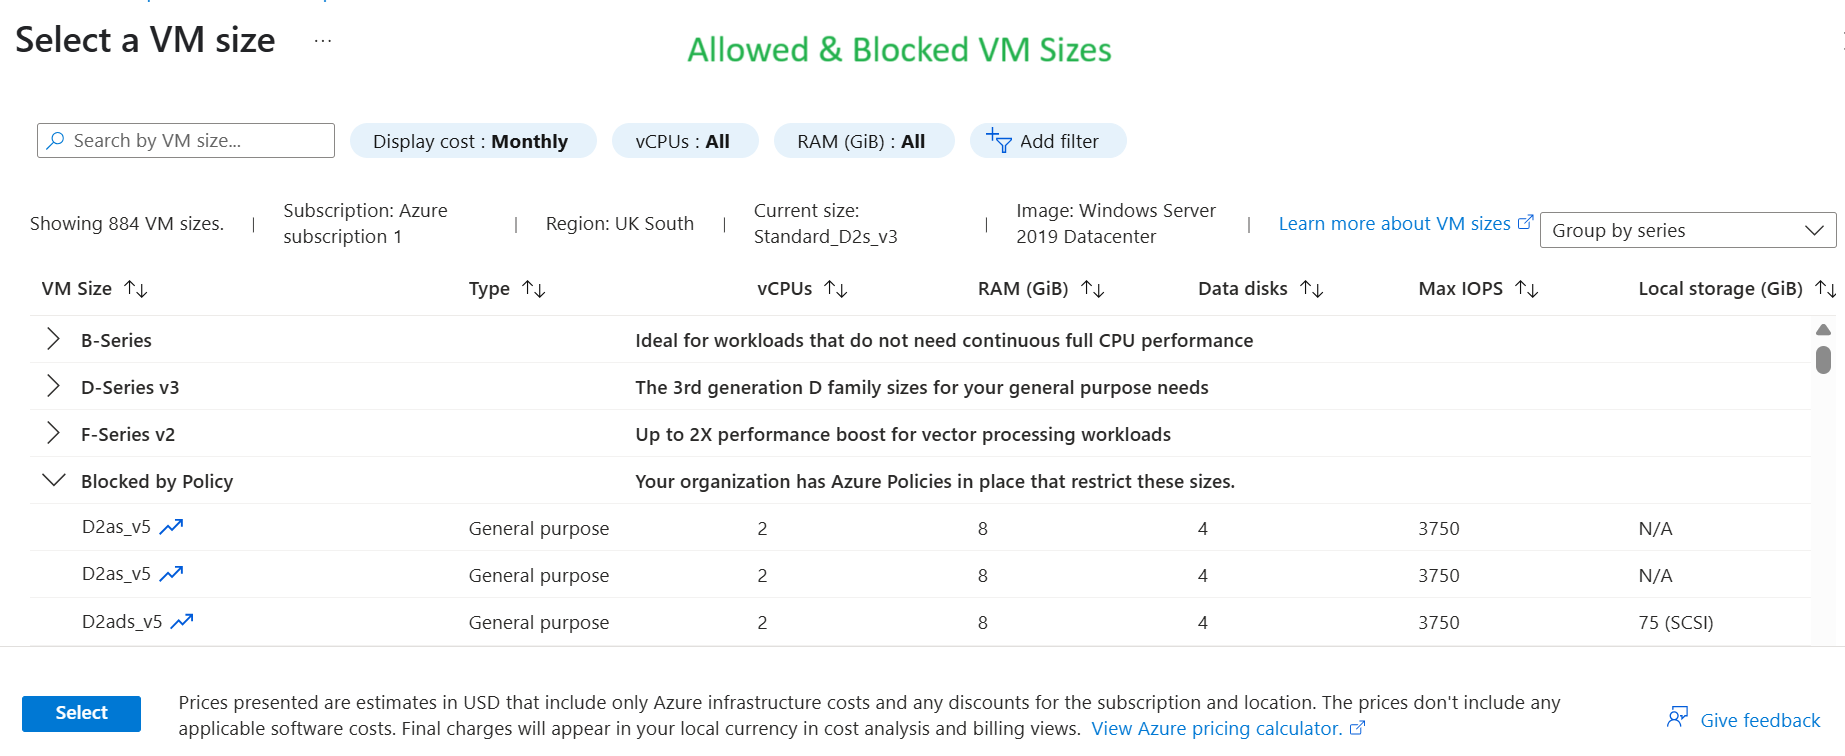 Select a VM size ...
Allowed & Blocked VM Sizes
Search by VM size...
Display cost : Monthly
vCPUs : All
RAM (GiB) : All
Add filter
Showing 884 VM sizes. |
Subscription: Azure
subscription 1
| Region: UK South |
Current size:
Standard_D2s_v3
|
Image: Windows Server
2019 Datacenter
| Learn more about VM sizes
Group by series
VM Size Type vCPUs RAM (GiB) Data disks Max IOPS Local storage (GiB)
B-Series Ideal for workloads that do not need continuous full CPU performance
D-Series v3 The 3rd generation D family sizes for your general purpose needs
F-Series v2 Up to 2X performance boost for vector processing workloads
Blocked by Policy Your organization has Azure Policies in place that restrict these sizes.
D2as_v5 General purpose 2 8 4 3750 N/A
D2as_v5 General purpose 2 8 4 3750 N/A
D2ads_v5 General purpose 2 8 4 3750 75 (SCSI)
Select
Prices presented are estimates in USD that include only Azure infrastructure costs and any discounts for the subscription and location. The prices don't include any
applicable software costs. Final charges will appear in your local currency in cost analysis and billing views. View Azure pricing calculator.
Give feedback